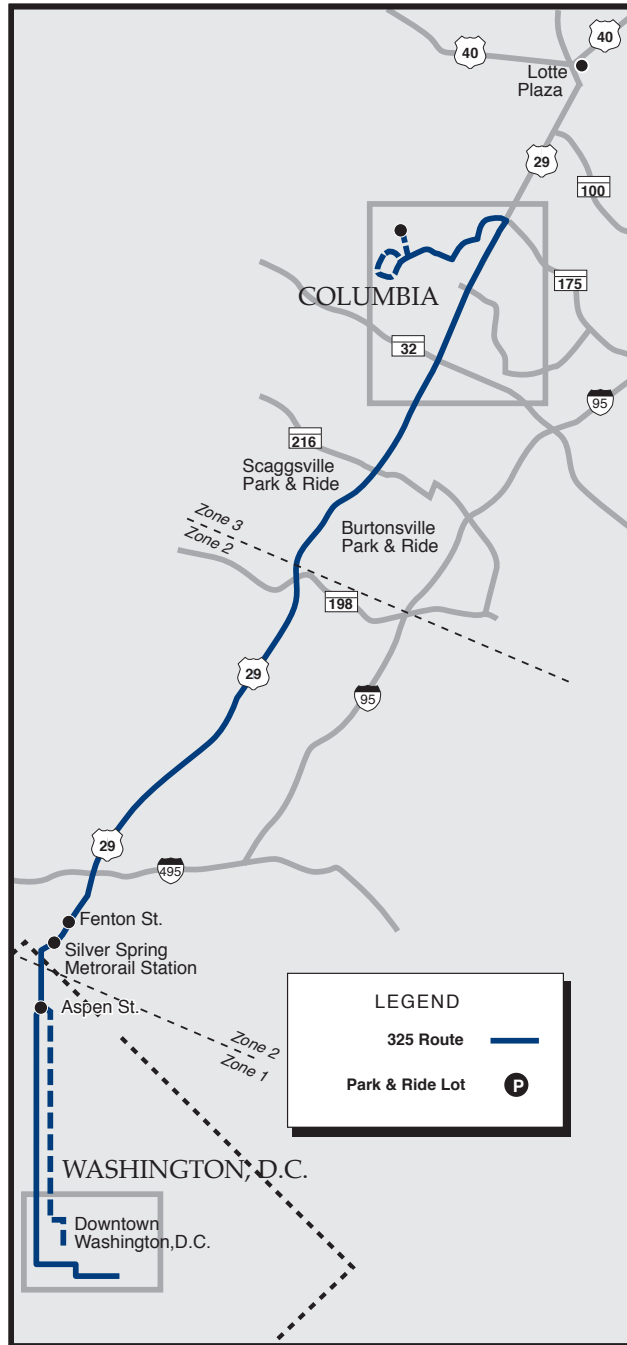 40
40
Lotte
Plaza
29
100
175
COLUMBIA
32
95
216
Scaggsville
Park & Ride
Zone 3
Zone 2
Burtonsville
Park & Ride
198
29
95
29
495
Fenton St.
Silver Spring
Metrorail Station
Aspen St.
Zone 2
Zone 1
LEGEND
325 Route
Park & Ride Lot
P
WASHINGTON, D.C.
Downtown
Washington,D.C.